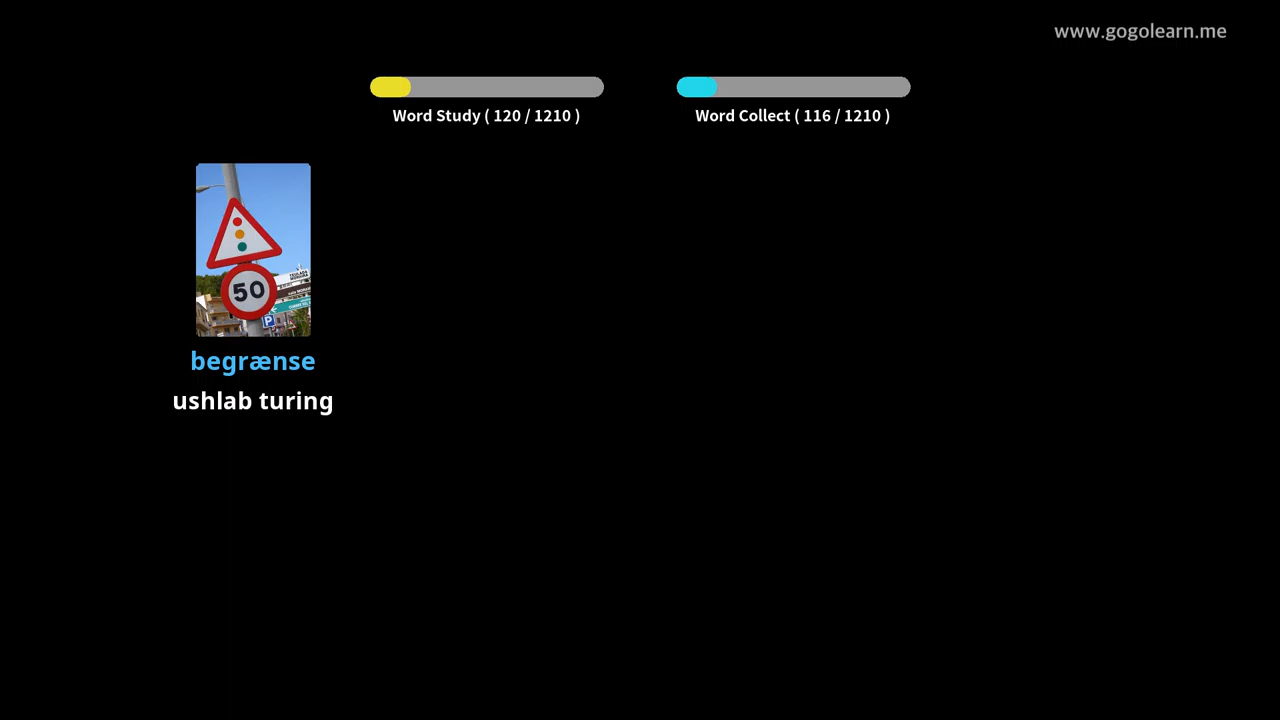 www.gogolearn.me
Word Study ( 120 / 1210 )
Word Collect ( 116 / 1210 )
50
P
begrænse
ushlab turing